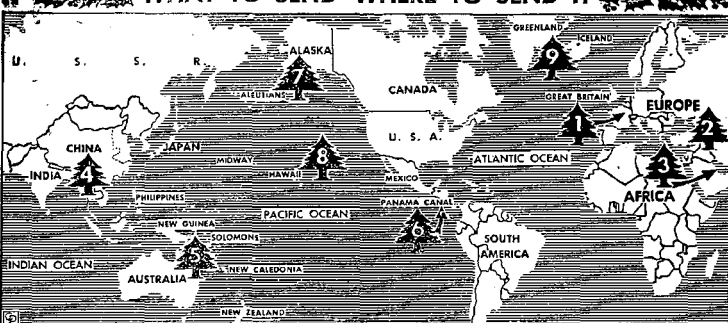 WHAT TO SEND - WHERE TO SEND IT
GREENLAND
ICELAND
9
ALASKA
7
U. S. S. R.
ALEUTIANS
CANADA
GREAT BRITAIN
EUROPE
1
2
CHINA
JAPAN
U. S. A.
4
INDIA
MIDWAY
8
HAWAII
ATLANTIC OCEAN
3
MEXICO
PHILIPPINES
AFRICA
PANAMA CANAL
PACIFIC OCEAN
6
NEW GUINEA
SOLOMONS
SOUTH
AMERICA
5
INDIAN OCEAN
NEW CALEDONIA
AUSTRALIA
NEW ZEALAND
CP